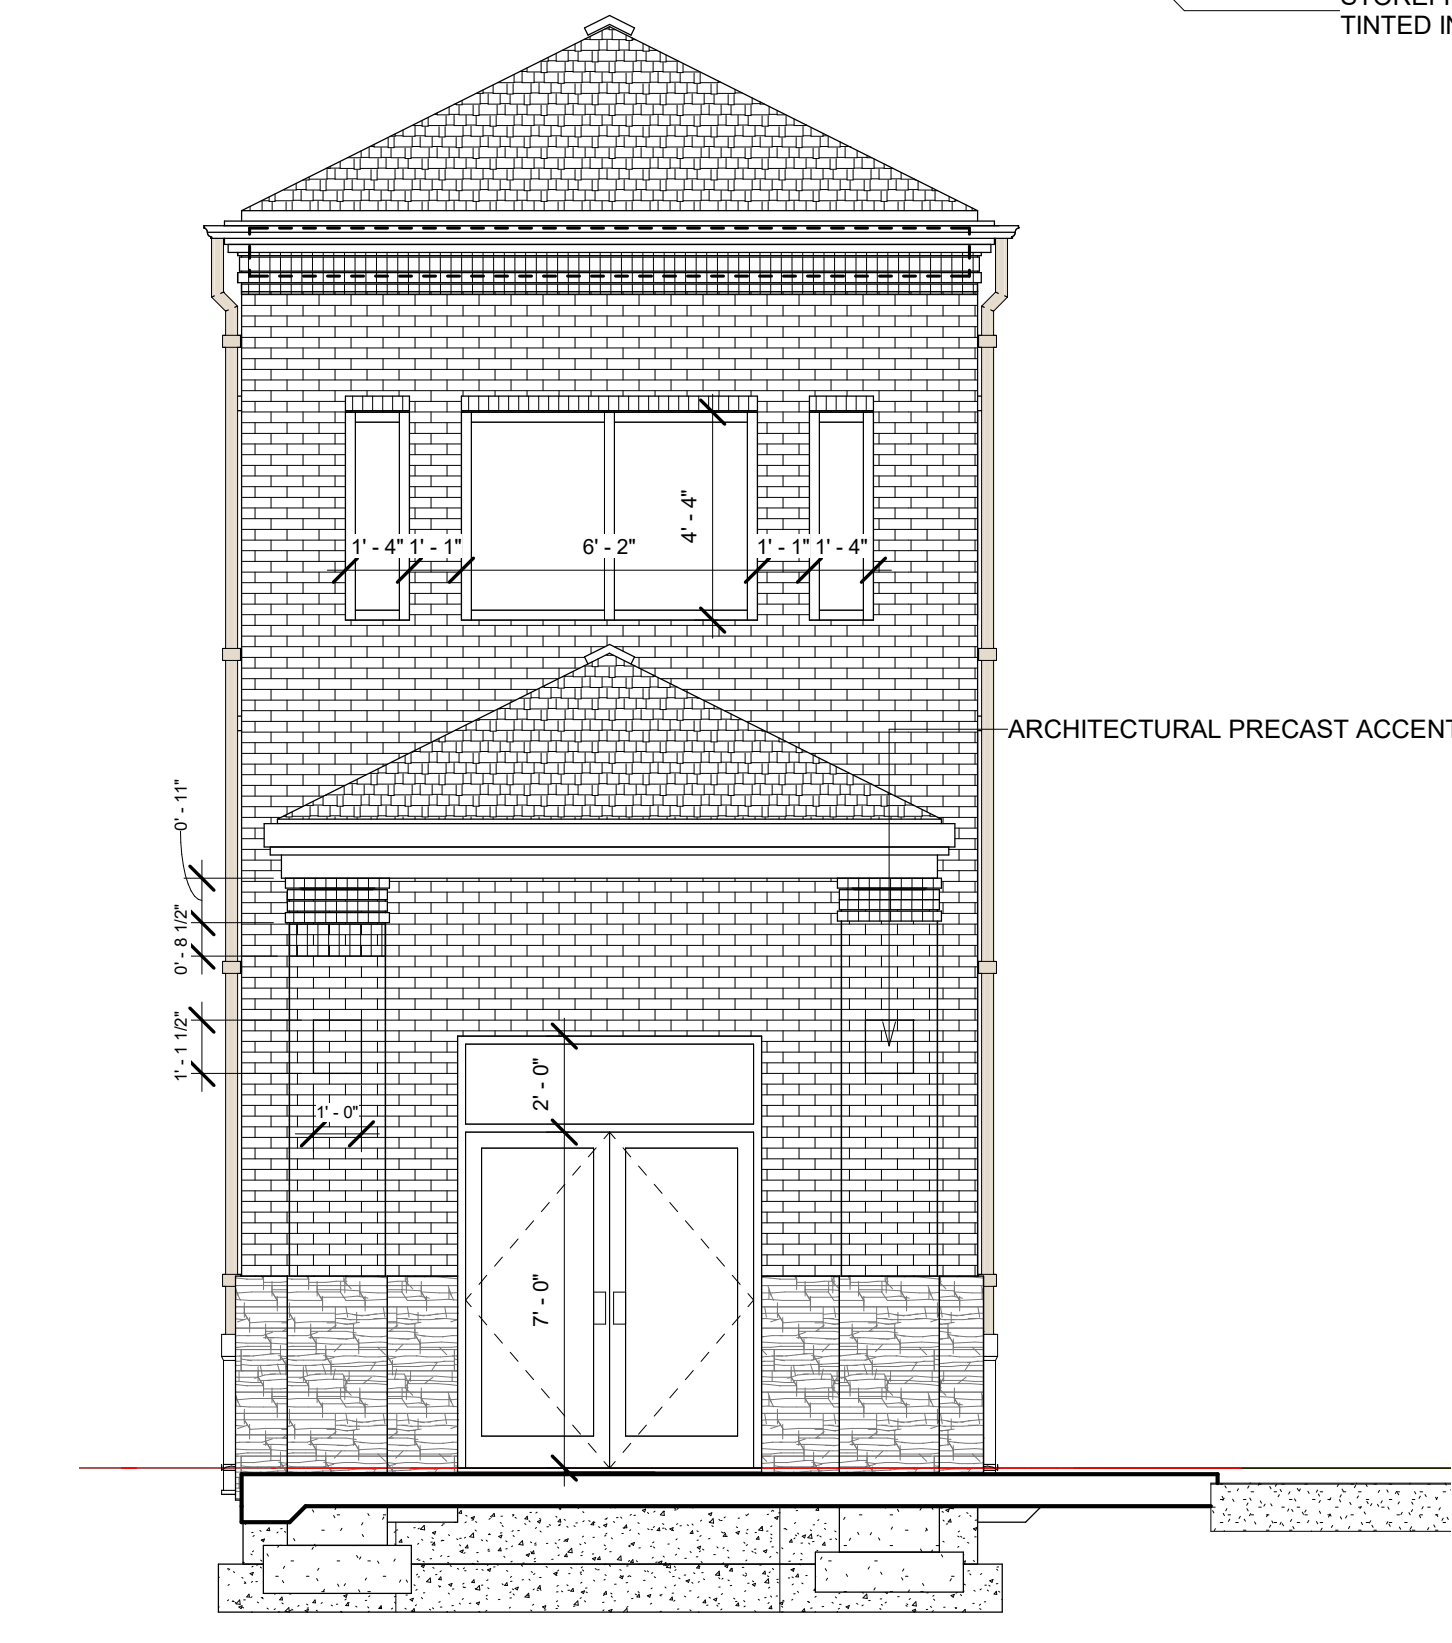 TINTED IN
1' - 4" 1' - 1" 6' - 2" 1' - 1" 1' - 4"
4' - 4"
ARCHITECTURAL PRECAST ACCENT
0' - 11"
0' - 8 1/2"
1' - 1 1/2"
1' - 0"
2' - 0"
7' - 0"